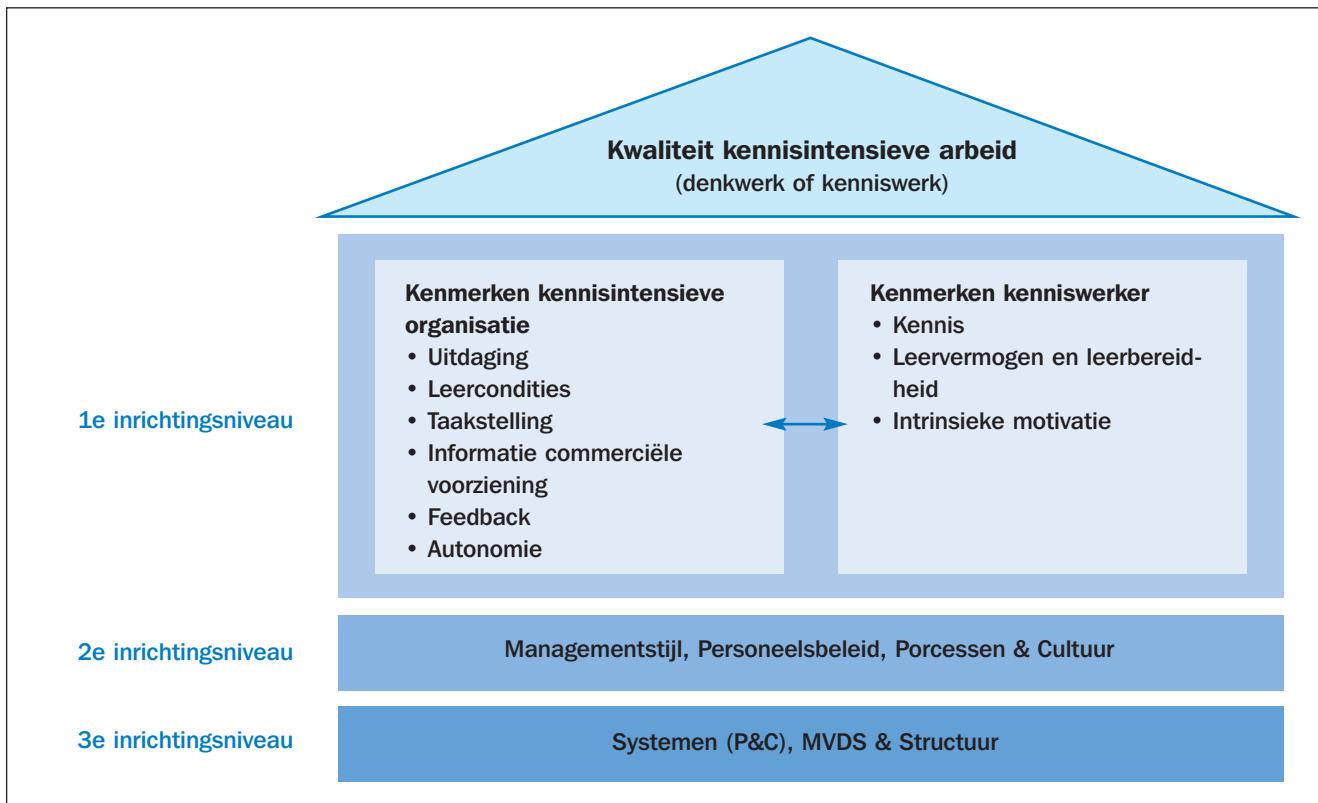 Kwaliteit kennisintensieve arbeid
(denkwerk of kenniswerk)
1e inrichtingsniveau
Kenmerken kennisintensieve
organisatie
• Uitdaging
• Leercondities
• Taakstelling
• Informatie commerciële
voorziening
• Feedback
• Autonomie
Kenmerken kenniswerker
• Kennis
• Leervermogen en leerbereid-
heid
• Intrinsieke motivatie
2e inrichtingsniveau
Managementstijl, Personeelsbeleid, Porcessen & Cultuur
3e inrichtingsniveau
Systemen (P&C), MVDS & Structuur